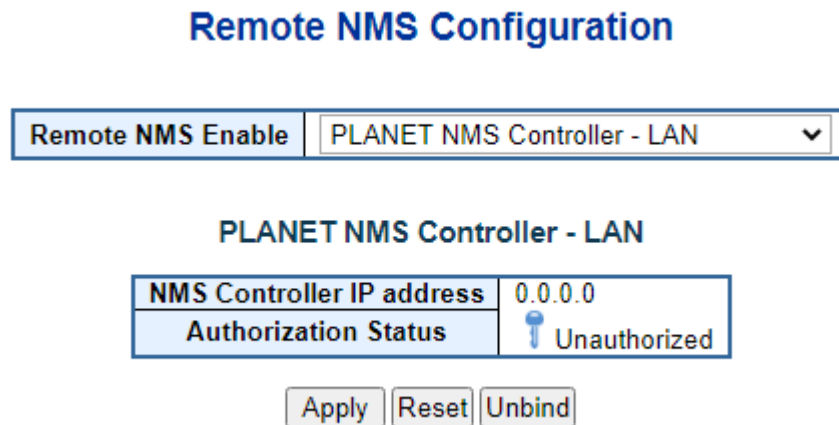 Remote NMS Configuration
Remote NMS Enable PLANET NMS Controller - LAN
PLANET NMS Controller - LAN
NMS Controller IP address 0.0.0.0
Authorization Status Unauthorized
Apply Reset Unbind